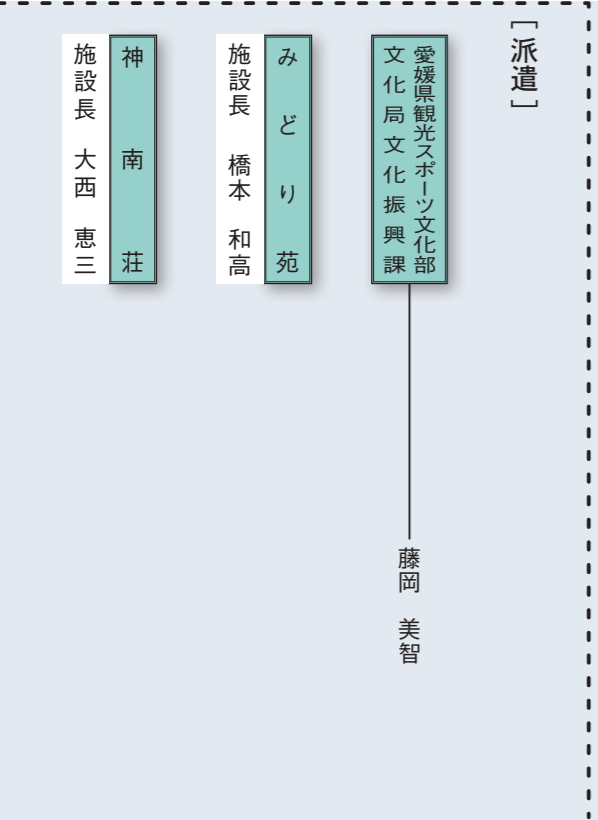 ［派遣］
愛媛県観光スポーツ文化部
文化局文化振興課
藤岡 美智
みどり苑
施設長 橋本 和高
神南荘
施設長 大西 恵三